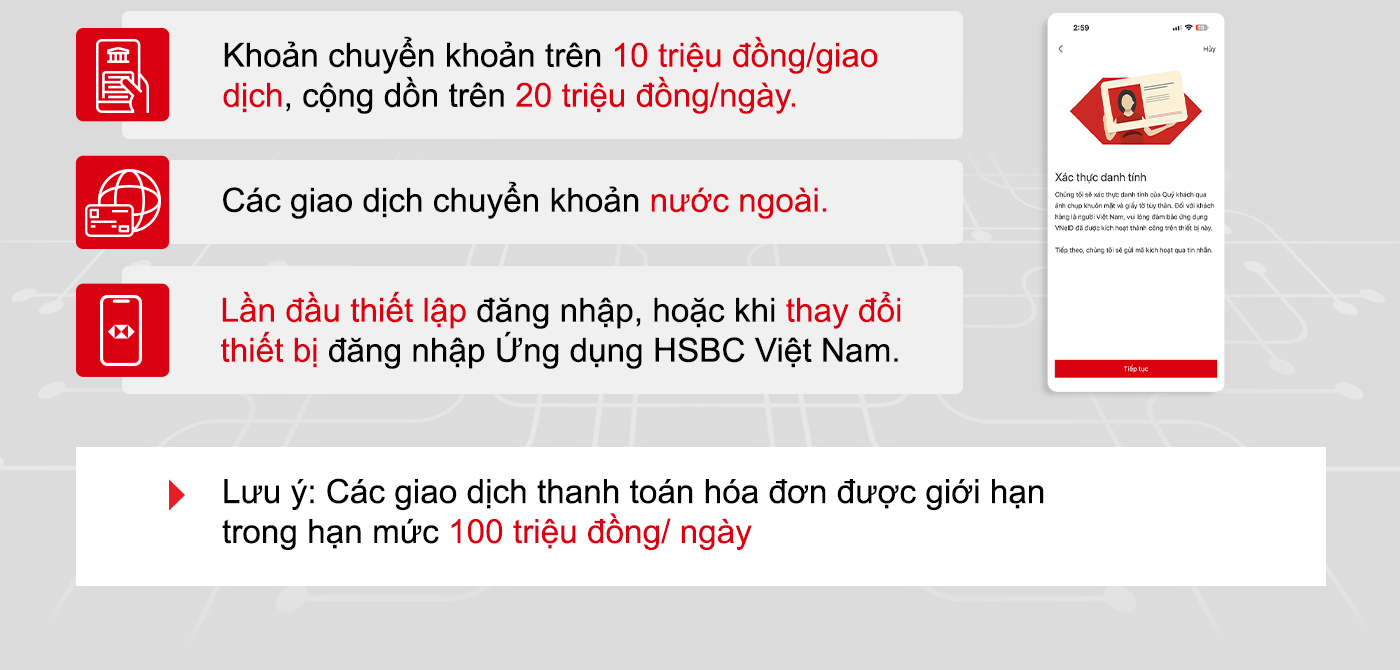 Khoản chuyển khoản trên 10 triệu đồng/giao
dịch, cộng dồn trên 20 triệu đồng/ngày.
Các giao dịch chuyển khoản nước ngoài.
Lần đầu thiết lập đăng nhập, hoặc khi thay đổi
thiết bị đăng nhập Ứng dụng HSBC Việt Nam.
2:59
Hủy
Xác thực danh tính
Chúng tôi sẽ xác thực danh tính của Quý khách qua
ảnh chụp khuôn mặt và giấy tờ tùy thân. Đối với khách
hàng là người Việt Nam, vui lòng đảm bảo ứng dụng
VNeID đã được kích hoạt thành công trên thiết bị này.
Tiếp theo, chúng tôi sẽ gửi mã kích hoạt qua tin nhắn.
Tiếp tục
Lưu ý: Các giao dịch thanh toán hóa đơn được giới hạn
trong hạn mức 100 triệu đồng/ ngày